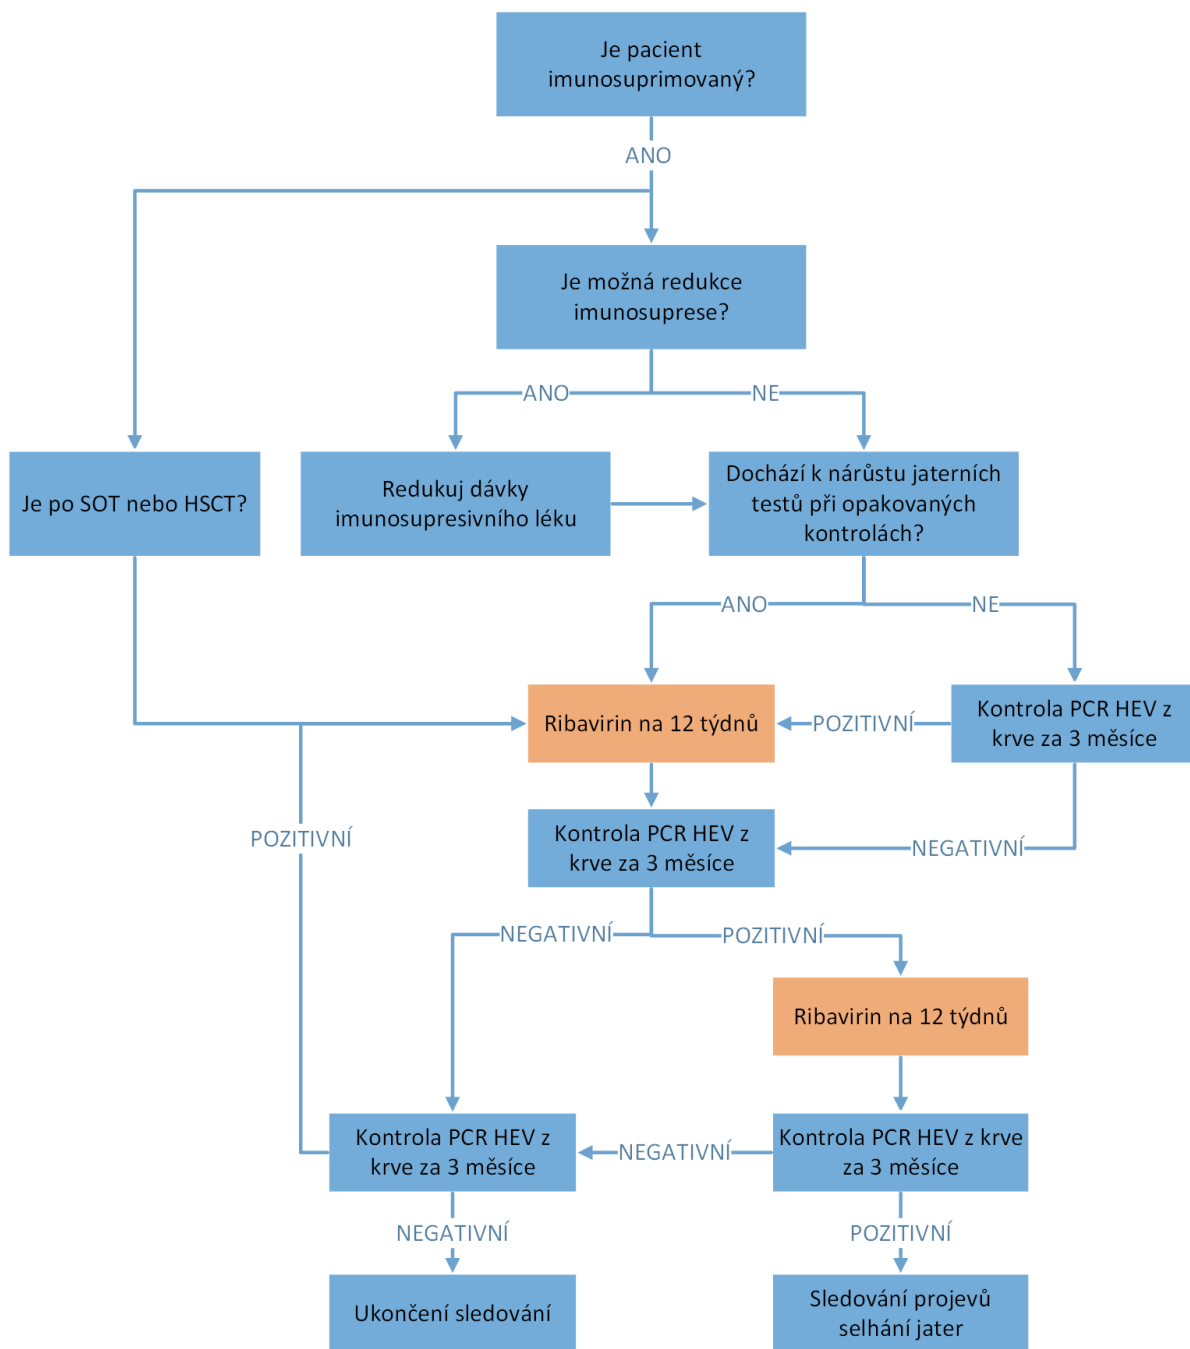 Je pacient
imunosuprimovaný?
ANO
Je možná redukce
imunosuprese?
ANO
NE
Je po SOT nebo HSCT?
Redukuj dávky
imunosupresivního léku
Dochází k nárůstu jaterních
testů při opakovaných
kontrolách?
ANO
NE
Ribavirin na 12 týdnů
POZITIVNÍ
Kontrola PCR HEV z
krve za 3 měsíce
POZITIVNÍ
Kontrola PCR HEV z
krve za 3 měsíce
NEGATIVNÍ
NEGATIVNÍ
POZITIVNÍ
Ribavirin na 12 týdnů
Kontrola PCR HEV z
krve za 3 měsíce
NEGATIVNÍ
Kontrola PCR HEV z krve
za 3 měsíce
NEGATIVNÍ
POZITIVNÍ
Ukončení sledování
Sledování projevů
selhání jater